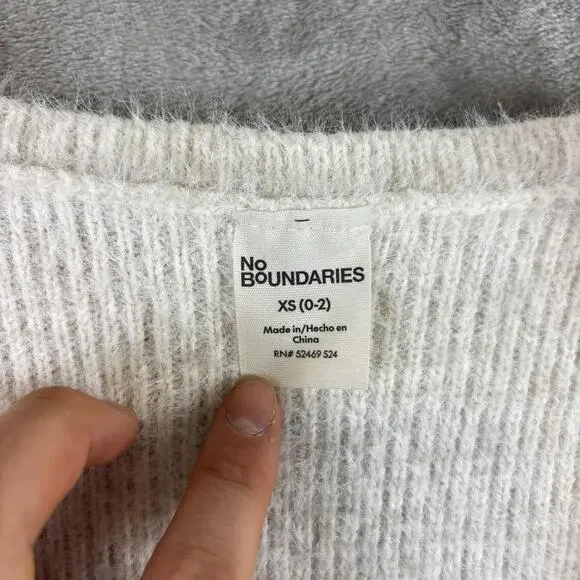 No
BOUNDARIES
XS (0-2)
Made in/Hecho en
China
RN# 52469 S24